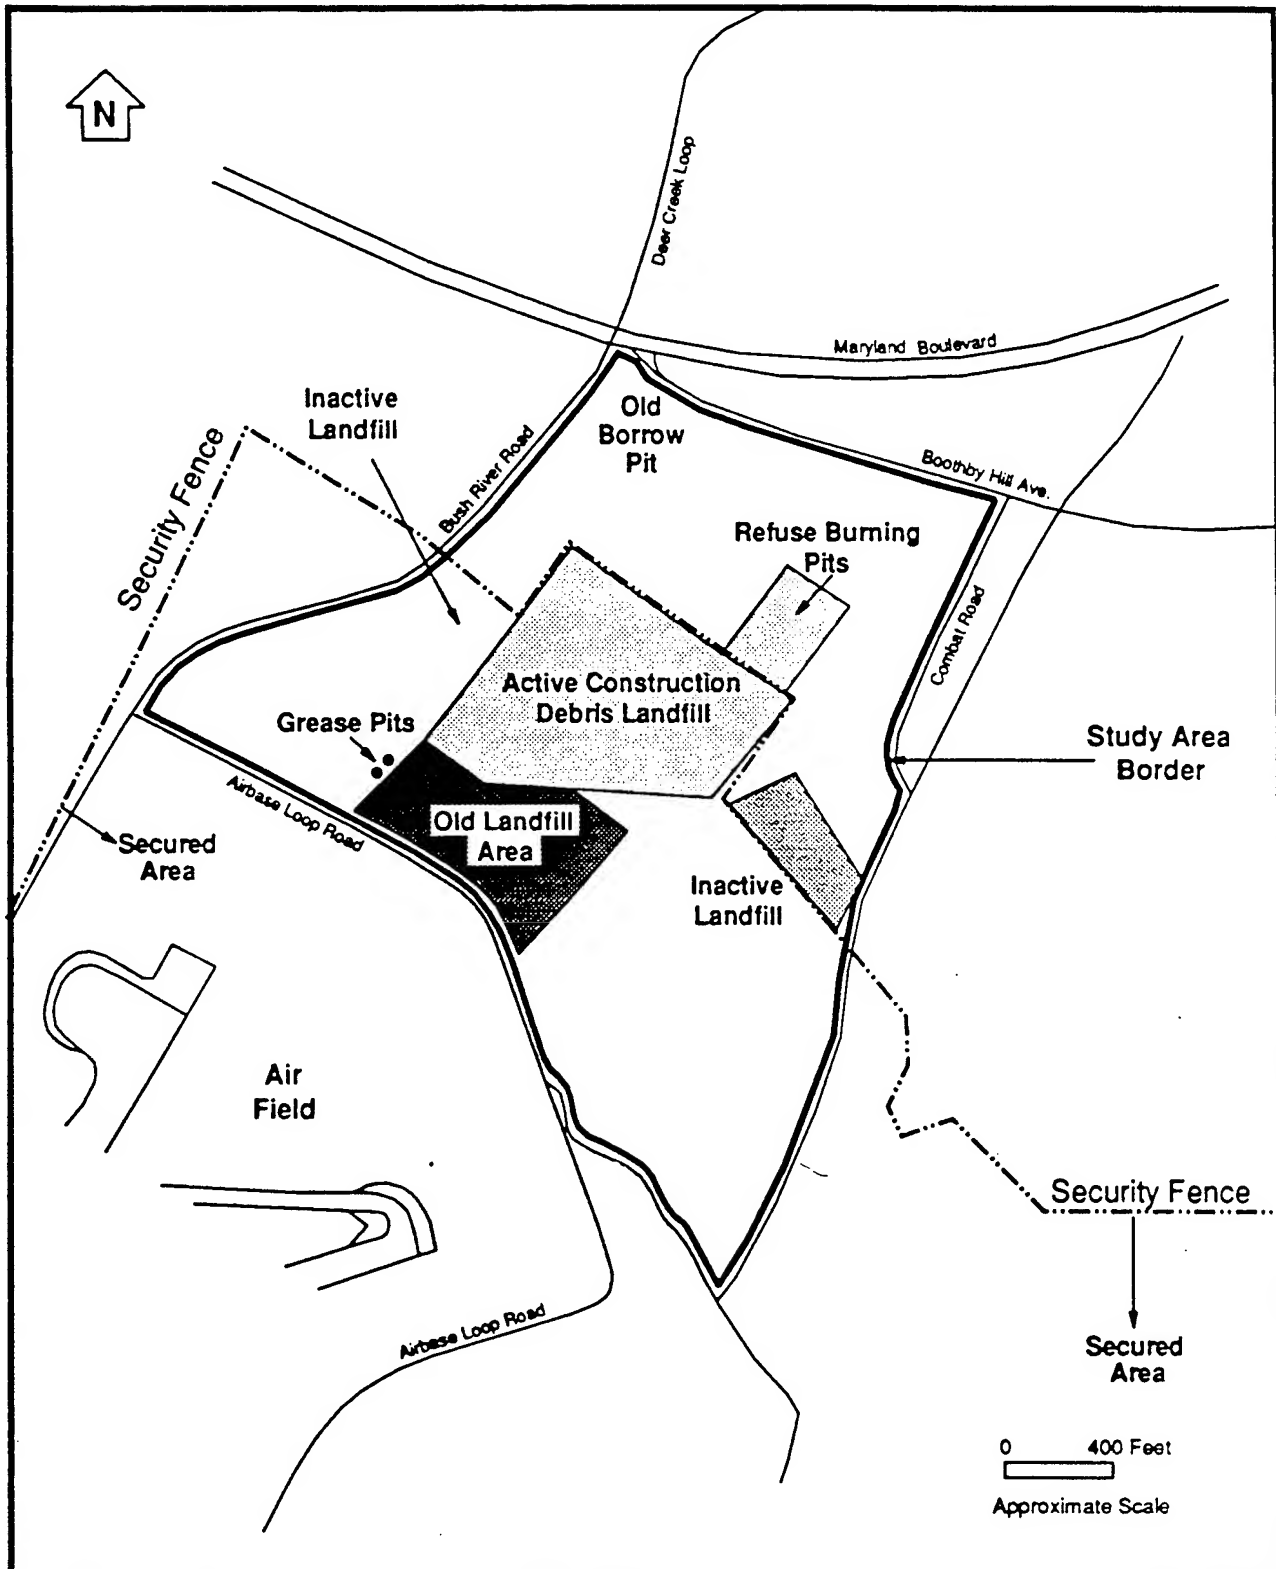 N
Deer Creek Loop
Maryland Boulevard
Inactive
Landfill
Old
Borrow
Pit
Security Fence
Bush River Road
Boothby Hill Ave.
Refuse Burning
Pits
Combat Road
Active Construction
Debris Landfill
Grease Pits
Study Area
Border
Airbase Loop Road
Old Landfill
Area
Secured
Area
Inactive
Landfill
Air
Field
Security Fence
Airbase Loop Road
Secured
Area
0 400 Feet
Approximate Scale